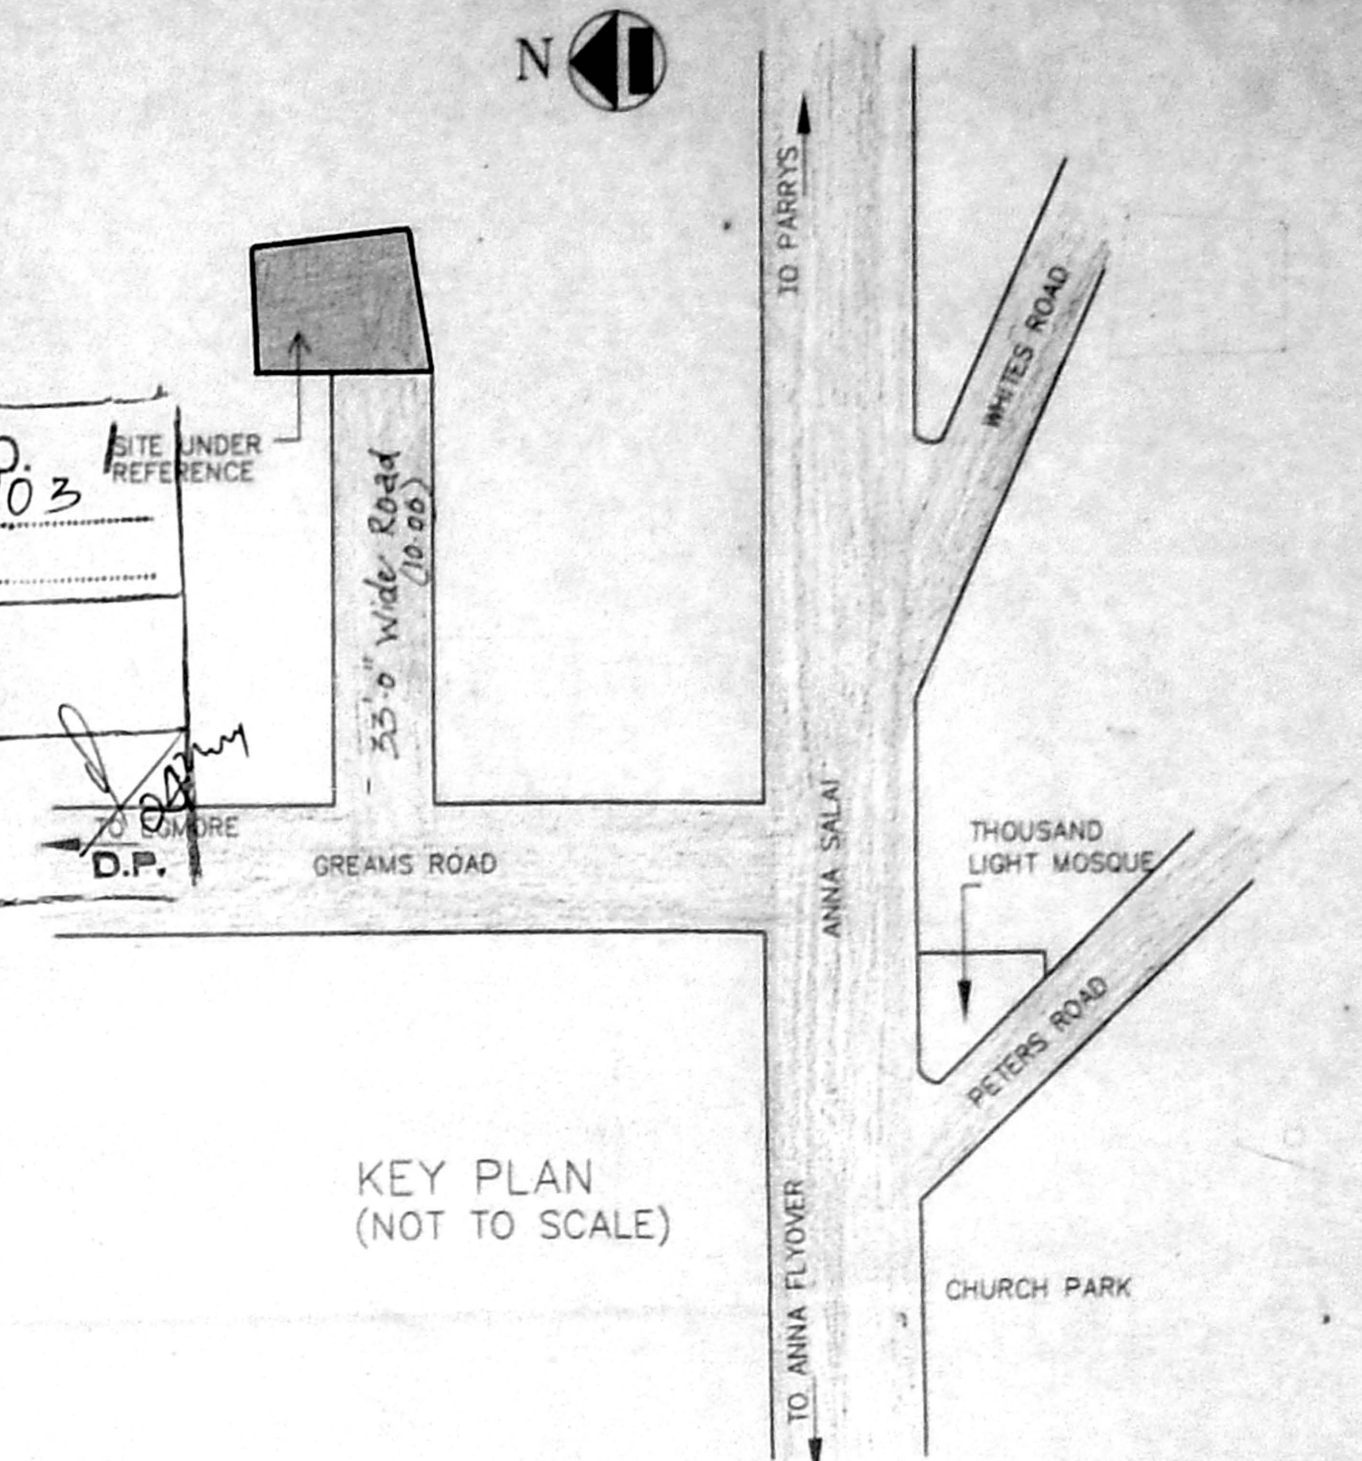 N
TO PARRYS
WHITES ROAD
SITE UNDER
REFERENCE
03
33'-0" Wide Road
(10.00)
TO EGMORE
D.P.
GREAMS ROAD
ANNA SALAI
THOUSAND
LIGHT MOSQUE
PETERS ROAD
KEY PLAN
(NOT TO SCALE)
TO ANNA FLYOVER
CHURCH PARK